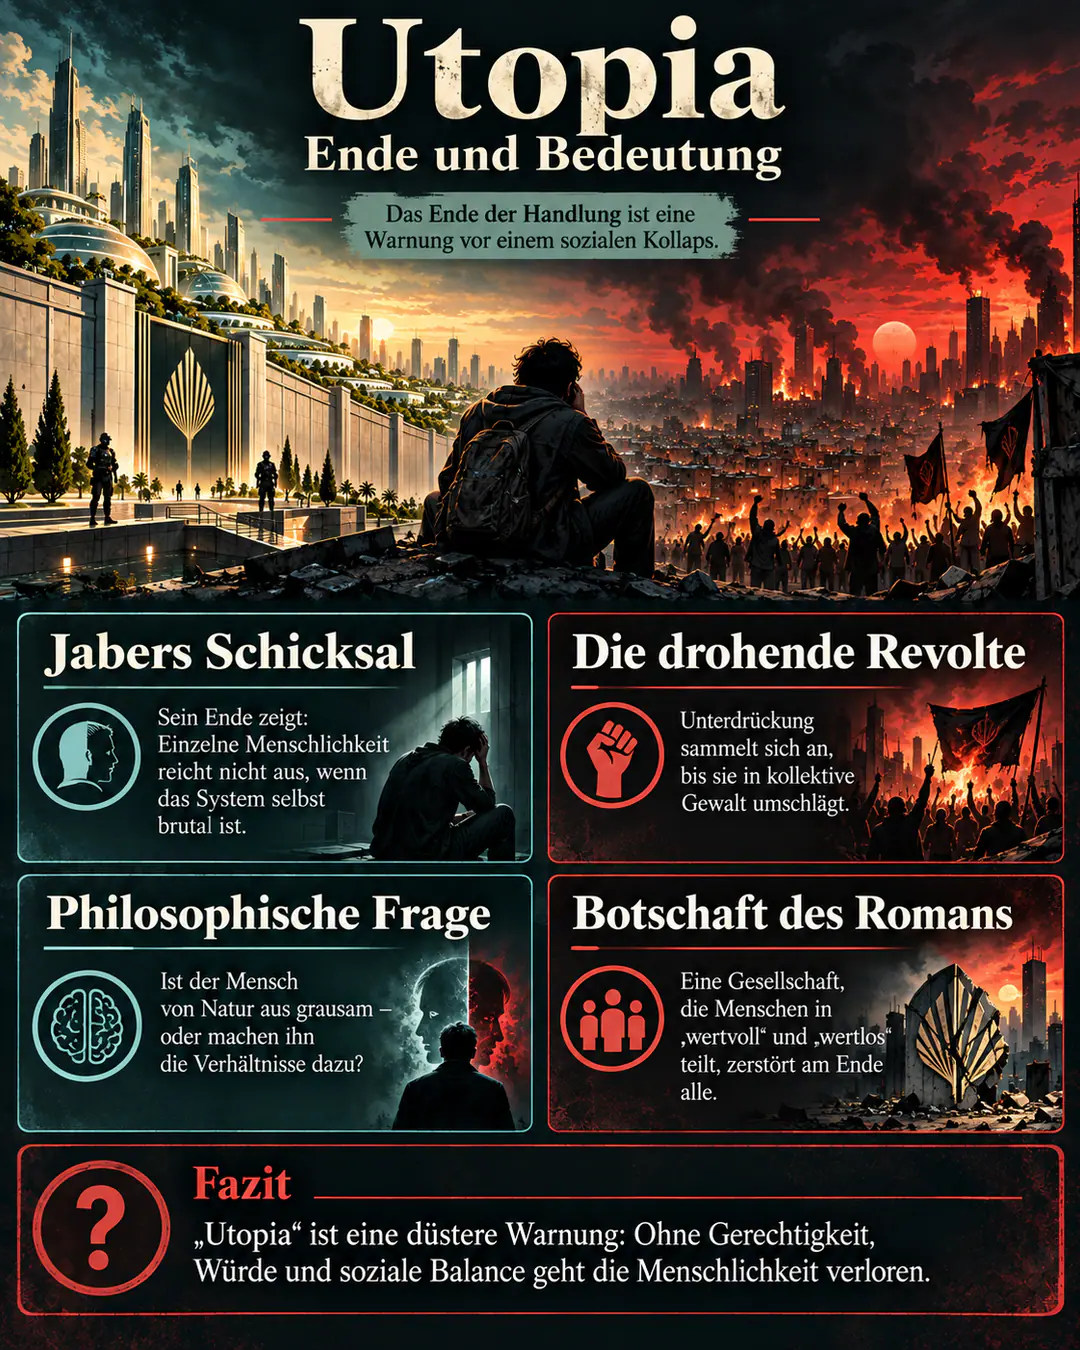 Utopia
Ende und Bedeutung
Das Ende der Handlung ist eine
Warnung vor einem sozialen Kollaps.
Jabers Schicksal
Sein Ende zeigt:
Einzelne Menschlichkeit
reicht nicht aus, wenn
das System selbst
brutal ist.
Die drohende Revolte
Unterdrückung
sammelt sich an,
bis sie in kollektive
Gewalt umschlägt.
Philosophische Frage
Ist der Mensch
von Natur aus grausam –
oder machen ihn
die Verhältnisse dazu?
Botschaft des Romans
Eine Gesellschaft,
die Menschen in
„wertvoll“ und „wertlos“
teilt, zerstört am Ende
alle.
Fazit
„Utopia“ ist eine düstere Warnung: Ohne Gerechtigkeit,
Würde und soziale Balance geht die Menschlichkeit verloren.